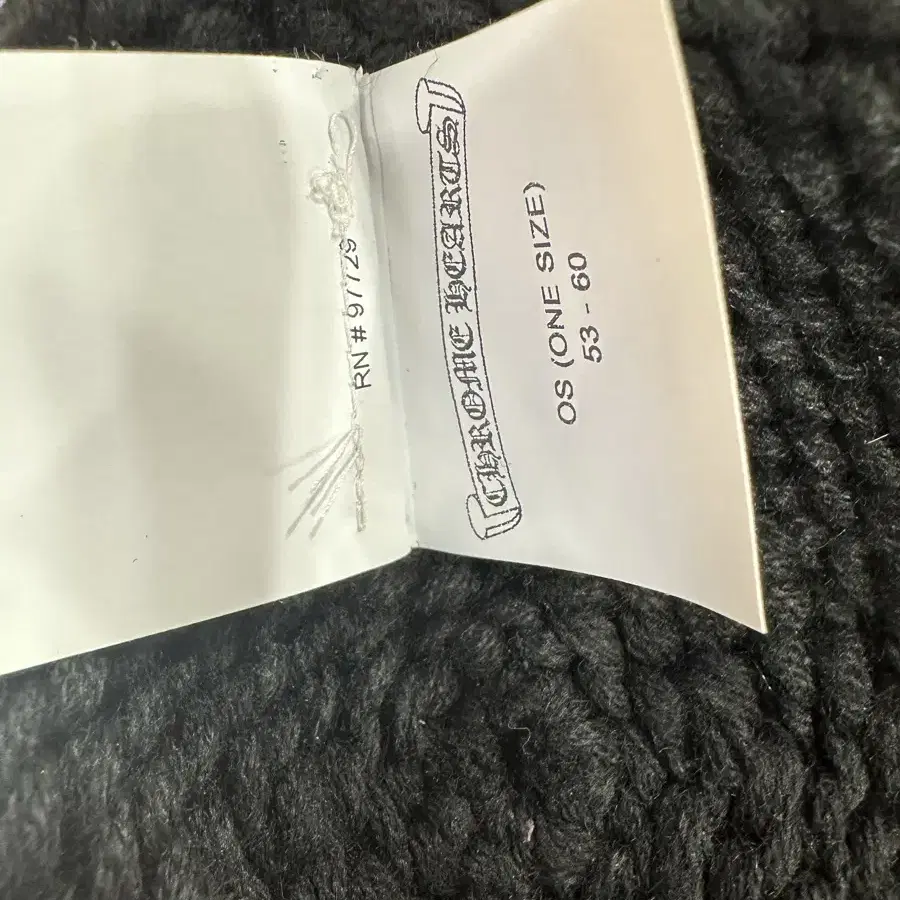 RN # 97729
CHROME HEARTS
OS (ONE SIZE)
53 - 60